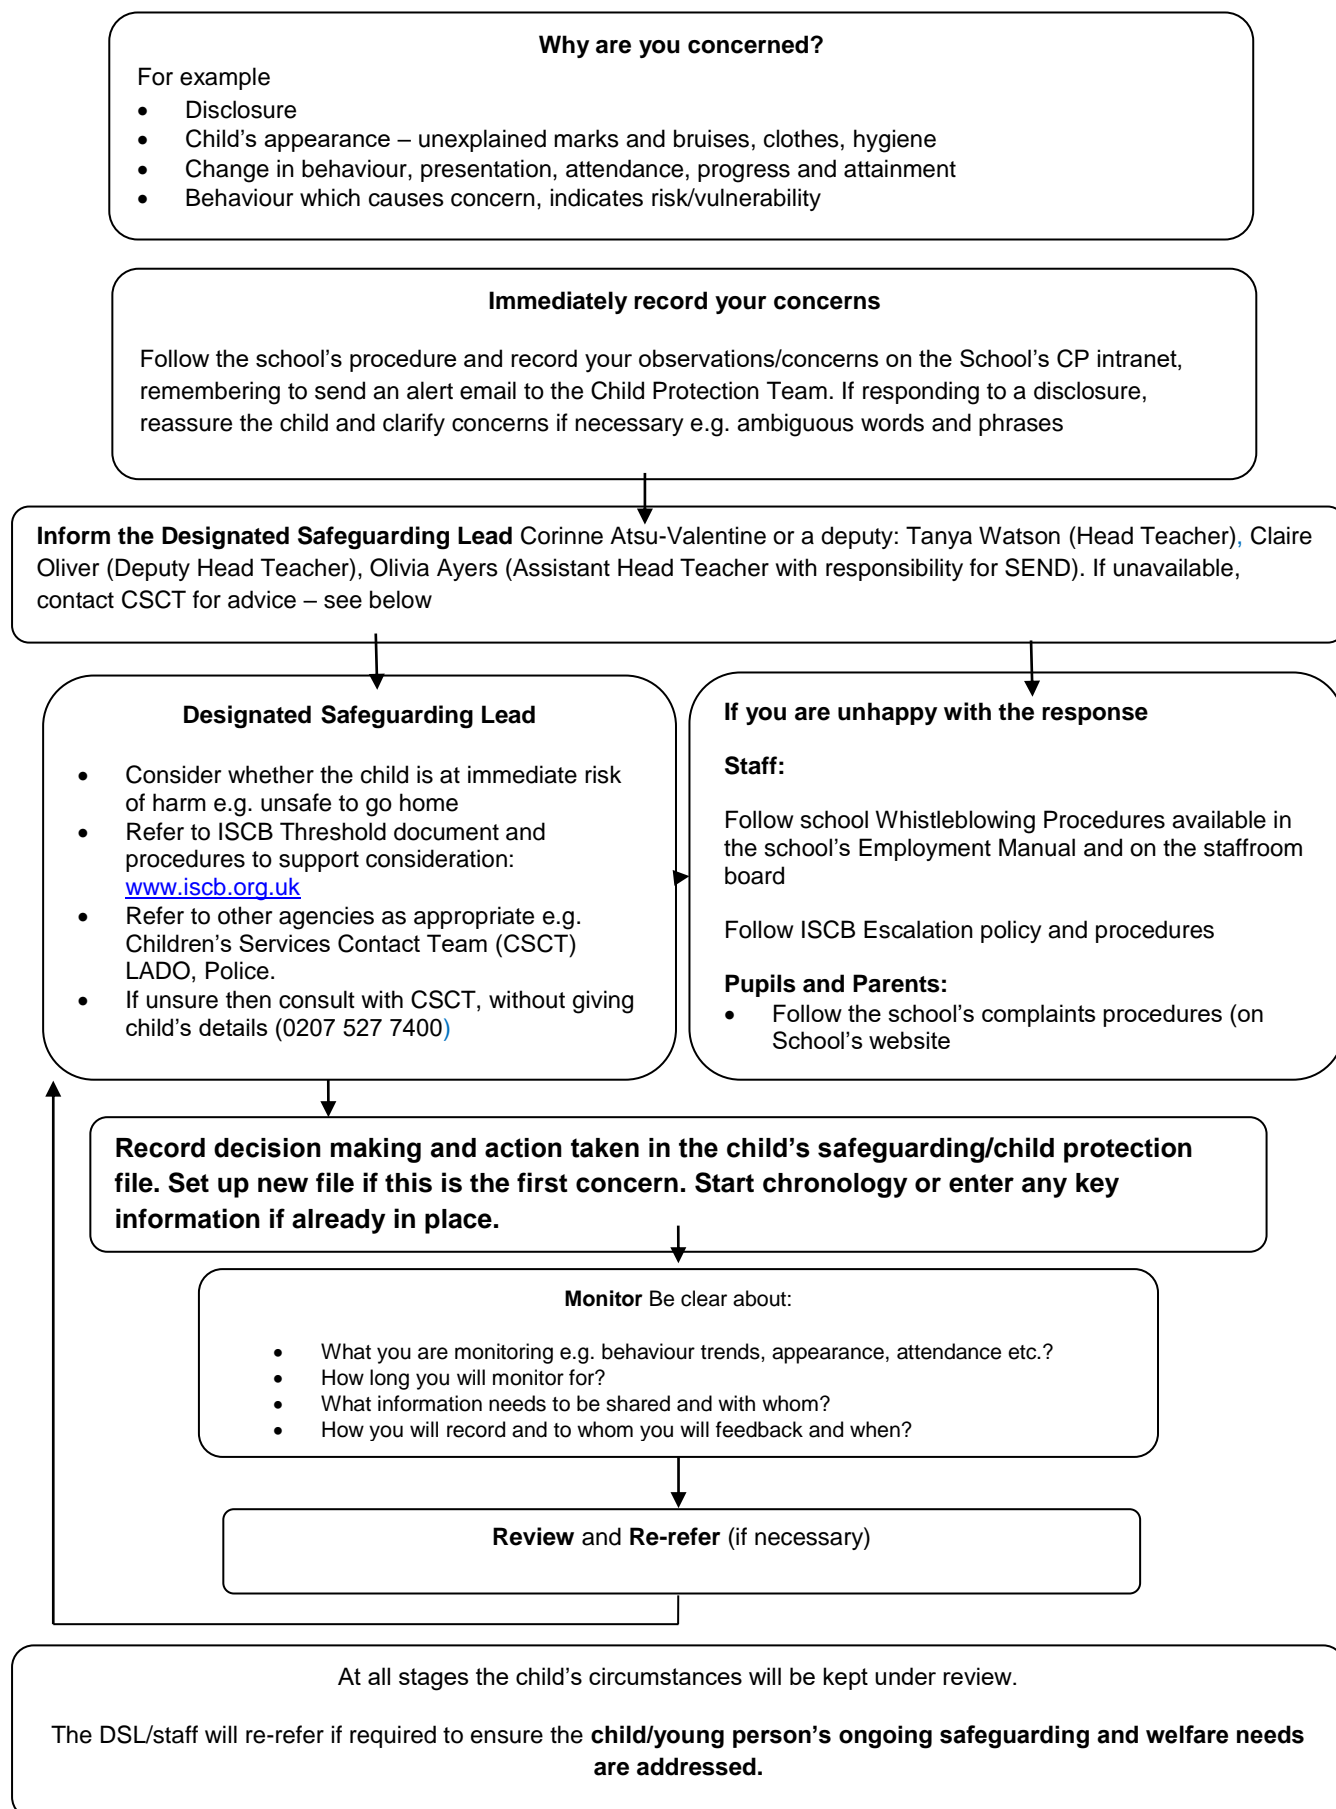 Why are you concerned?
For example
• Disclosure
• Child's appearance – unexplained marks and bruises, clothes, hygiene
• Change in behaviour, presentation, attendance, progress and attainment
• Behaviour which causes concern, indicates risk/vulnerability
Immediately record your concerns
Follow the school's procedure and record your observations/concerns on the School's CP intranet,
remembering to send an alert email to the Child Protection Team. If responding to a disclosure,
reassure the child and clarify concerns if necessary e.g. ambiguous words and phrases
Inform the Designated Safeguarding Lead Corinne Atsu-Valentine or a deputy: Tanya Watson (Head Teacher), Claire
Oliver (Deputy Head Teacher), Olivia Ayers (Assistant Head Teacher with responsibility for SEND). If unavailable,
contact CSCT for advice – see below
Designated Safeguarding Lead
• Consider whether the child is at immediate risk
of harm e.g. unsafe to go home
• Refer to ISCB Threshold document and
procedures to support consideration:
www.iscb.org.uk
• Refer to other agencies as appropriate e.g.
Children's Services Contact Team (CSCT)
LADO, Police.
• If unsure then consult with CSCT, without giving
child's details (0207 527 7400)
If you are unhappy with the response
Staff:
Follow school Whistleblowing Procedures available in
the school's Employment Manual and on the staffroom
board
Follow ISCB Escalation policy and procedures
Pupils and Parents:
• Follow the school's complaints procedures (on
School's website
Record decision making and action taken in the child's safeguarding/child protection
file. Set up new file if this is the first concern. Start chronology or enter any key
information if already in place.
Monitor Be clear about:
• What you are monitoring e.g. behaviour trends, appearance, attendance etc.?
• How long you will monitor for?
• What information needs to be shared and with whom?
• How you will record and to whom you will feedback and when?
Review and Re-refer (if necessary)
At all stages the child's circumstances will be kept under review.
The DSL/staff will re-refer if required to ensure the child/young person's ongoing safeguarding and welfare needs
are addressed.